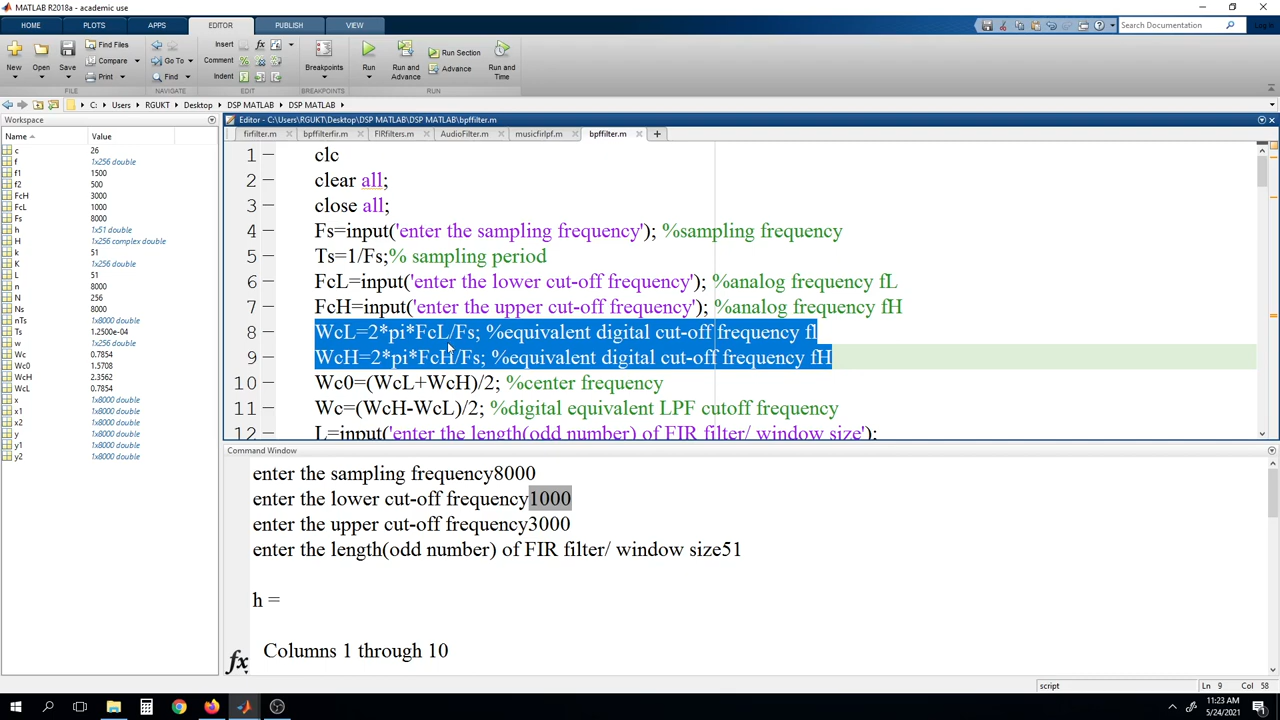 MATLAB R2018a - academic use
HOME PLOTS APPS EDITOR PUBLISH VIEW
Search Documentation
Log In
New Open Save Find Files Compare Print
Go To Find
Insert fx
Comment
Indent
Breakpoints
Run Run and Advance Run Section Advance Run and Time
FILE NAVIGATE EDIT BREAKPOINTS RUN
C: Users RGUKT Desktop DSP MATLAB DSP MATLAB
Workspace
Name Value
c 26
f 1x256 double
f1 1500
f2 500
FcH 3000
FcL 1000
Fs 8000
h 1x51 double
H 1x256 complex double
k 51
K 1x256 double
L 51
n 8000
N 256
Ns 8000
nTs 1x8000 double
Ts 1.2500e-04
w 1x256 double
Wc 0.7854
Wc0 1.5708
WcH 2.3562
WcL 0.7854
x 1x8000 double
x1 1x8000 double
x2 1x8000 double
y 1x8000 double
y1 1x8000 double
y2 1x8000 double
Editor - C:\Users\RGUKT\Desktop\DSP MATLAB\DSP MATLAB\bpffilter.m
firfilter.m bpffilterfir.m FIRfilters.m AudioFilter.m musicfirlpf.m bpffilter.m
1 clc
2 clear all;
3 close all;
4 Fs=input('enter the sampling frequency'); %sampling frequency
5 Ts=1/Fs;% sampling period
6 FcL=input('enter the lower cut-off frequency'); %analog frequency fL
7 FcH=input('enter the upper cut-off frequency'); %analog frequency fH
8 WcL=2*pi*FcL/Fs; %equivalent digital cut-off frequency fl
9 WcH=2*pi*FcH/Fs; %equivalent digital cut-off frequency fH
10 Wc0=(WcL+WcH)/2; %center frequency
11 Wc=(WcH-WcL)/2; %digital equivalent LPF cutoff frequency
12 L=input('enter the length(odd number) of FIR filter/ window size');
Command Window
enter the sampling frequency8000
enter the lower cut-off frequency1000
enter the upper cut-off frequency3000
enter the length(odd number) of FIR filter/ window size51
h =
Columns 1 through 10
fx
script Ln 9 Col 58
11:23 AM
5/24/2021